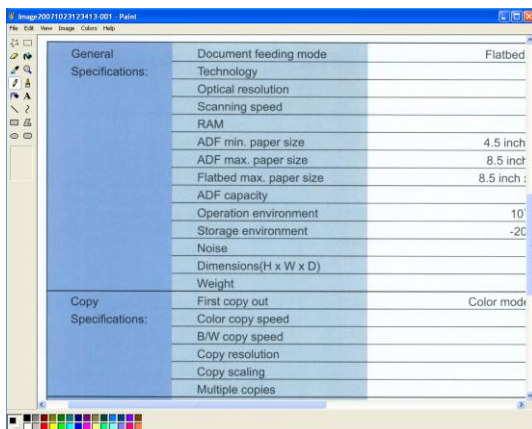 Image20071023123413-001 - Paint
File Edit View Image Colors Help
General Document feeding mode Flatbed
Specifications: Technology
Optical resolution
Scanning speed
RAM
ADF min. paper size 4.5 inch
ADF max. paper size 8.5 inch
Flatbed max. paper size 8.5 inch
ADF capacity
Operation environment 10
Storage environment -20
Noise
Dimensions(H x W x D)
Weight
Copy First copy out Color mode
Specifications: Color copy speed
B/W copy speed
Copy resolution
Copy scaling
Multiple copies